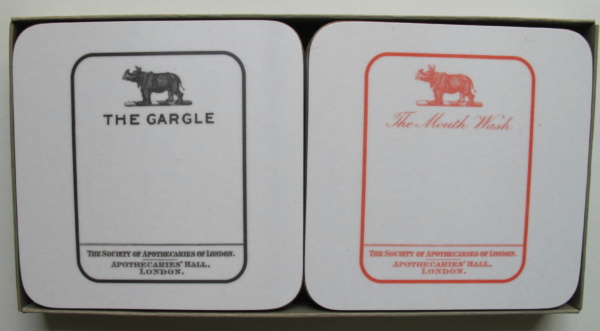 THE GARGLE
THE SOCIETY OF APOTHECARIES OF LONDON.
APOTHECARIES' HALL,
LONDON.
The Mouth Wash
THE SOCIETY OF APOTHECARIES OF LONDON.
APOTHECARIES' HALL,
LONDON.